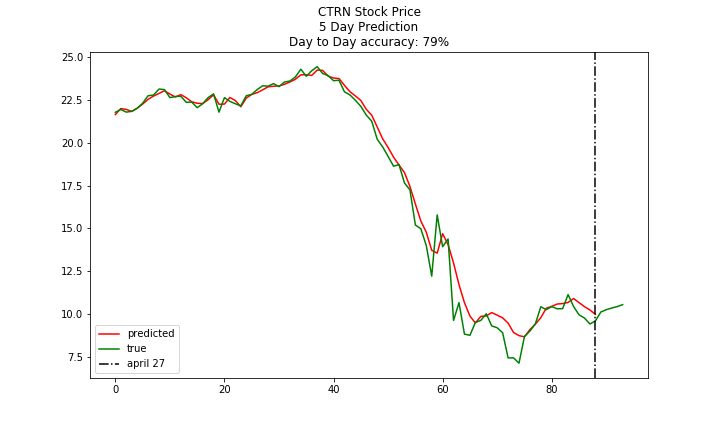 CTRN Stock Price
5 Day Prediction
Day to Day accuracy: 79%
25.0
22.5
20.0
17.5
15.0
12.5
10.0
7.5
predicted
true
april 27
0 20 40 60 80